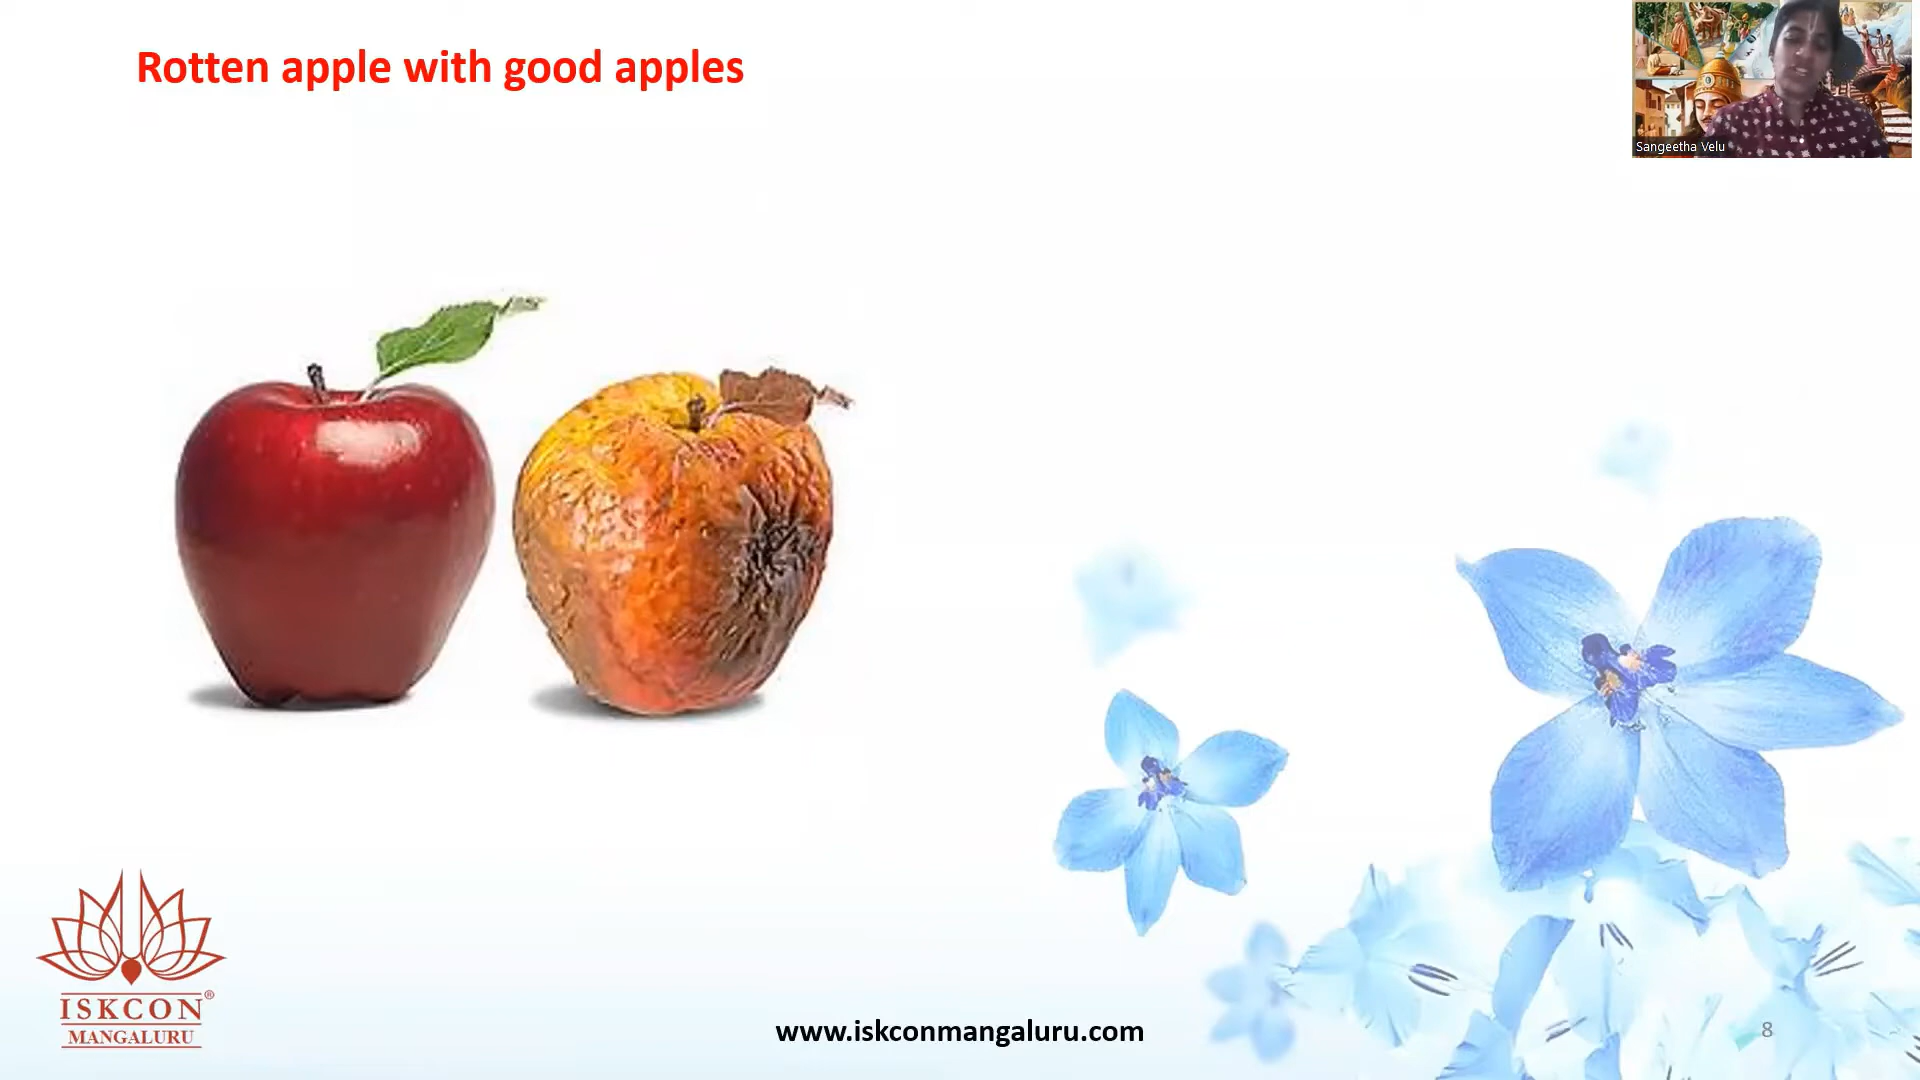 Rotten apple with good apples
Sangeetha Velu
ISKCON®
MANGALURU
www.iskconmangaluru.com
8